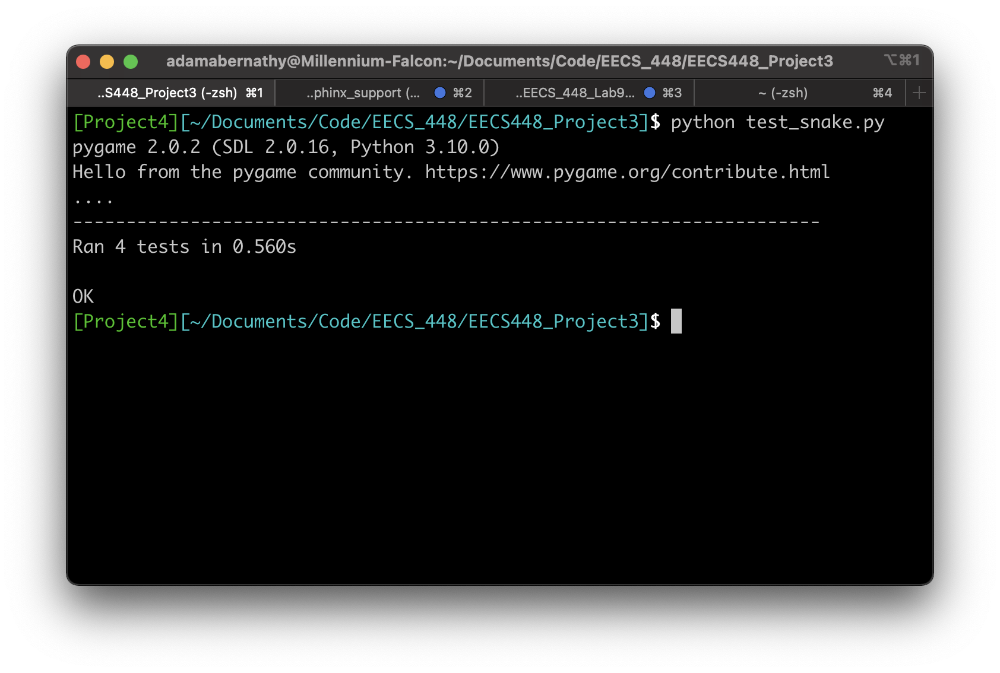 adamabernathy@Millennium-Falcon:~/Documents/Code/EECS_448/EECS448_Project3 ⌥⌘1
..S448_Project3 (-zsh) ⌘1 ..phinx_support (... ⌘2 ..EECS_448_Lab9... ⌘3 ~ (-zsh) ⌘4
[Project4][~/Documents/Code/EECS_448/EECS448_Project3]$ python test_snake.py
pygame 2.0.2 (SDL 2.0.16, Python 3.10.0)
Hello from the pygame community. https://www.pygame.org/contribute.html
....
----------------------------------------------------------------------
Ran 4 tests in 0.560s
OK
[Project4][~/Documents/Code/EECS_448/EECS448_Project3]$